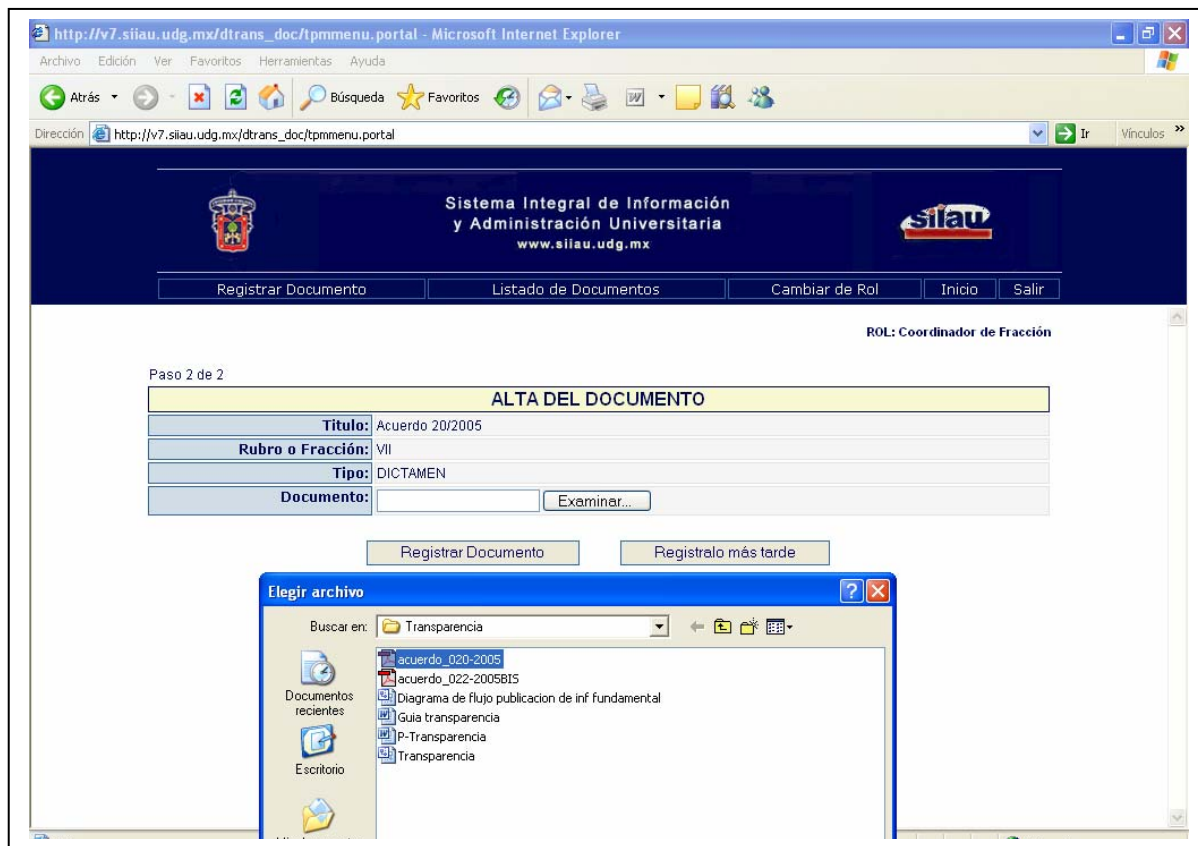 http://v7.siiau.udg.mx/dtrans_doc/tpmmenu.portal - Microsoft Internet Explorer
Archivo Edición Ver Favoritos Herramientas Ayuda
Atrás Búsqueda Favoritos
Dirección http://v7.siiau.udg.mx/dtrans_doc/tpmmenu.portal Ir Vínculos »
Sistema Integral de Información
y Administración Universitaria
www.siiau.udg.mx
siiau
Registrar Documento Listado de Documentos Cambiar de Rol Inicio Salir
ROL: Coordinador de Fracción
Paso 2 de 2
ALTA DEL DOCUMENTO
Titulo: Acuerdo 20/2005
Rubro o Fracción: VII
Tipo: DICTAMEN
Documento: Examinar...
Registrar Documento Registralo más tarde
Elegir archivo
Buscar en: Transparencia
acuerdo_020-2005
acuerdo_022-2005BIS
Diagrama de flujo publicacion de inf fundamental
Guia transparencia
P-Transparencia
Transparencia
Documentos
recientes
Escritorio